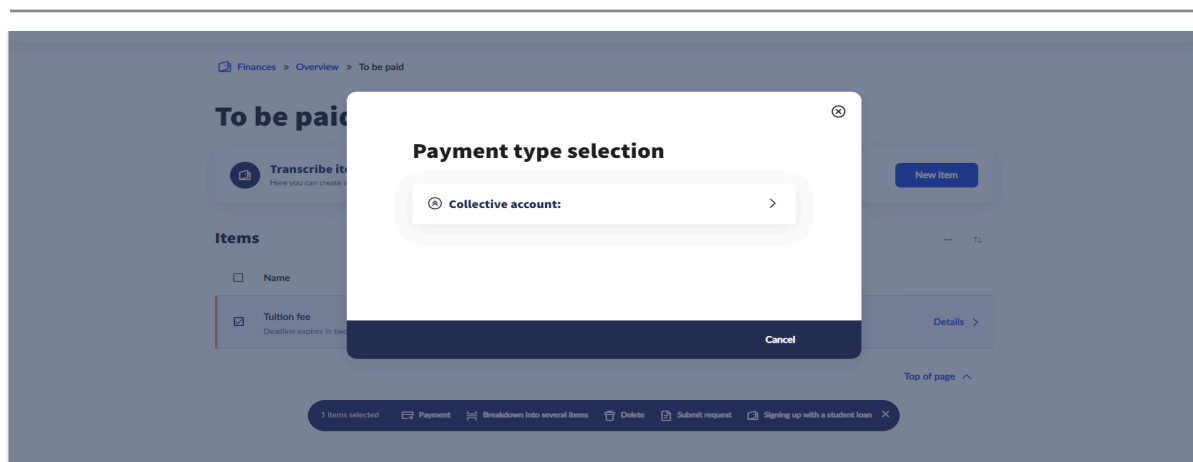 Finances » Overview » To be paid
To be paid
Payment type selection
Transcribe ite
Here you can create a
New Item
Collective account:
Items
...
Name
Tuition fee
Deadline expires in two
Details >
Cancel
Top of page
1 items selected Payment Breakdown into several items Delete Submit request Signing up with a student loan